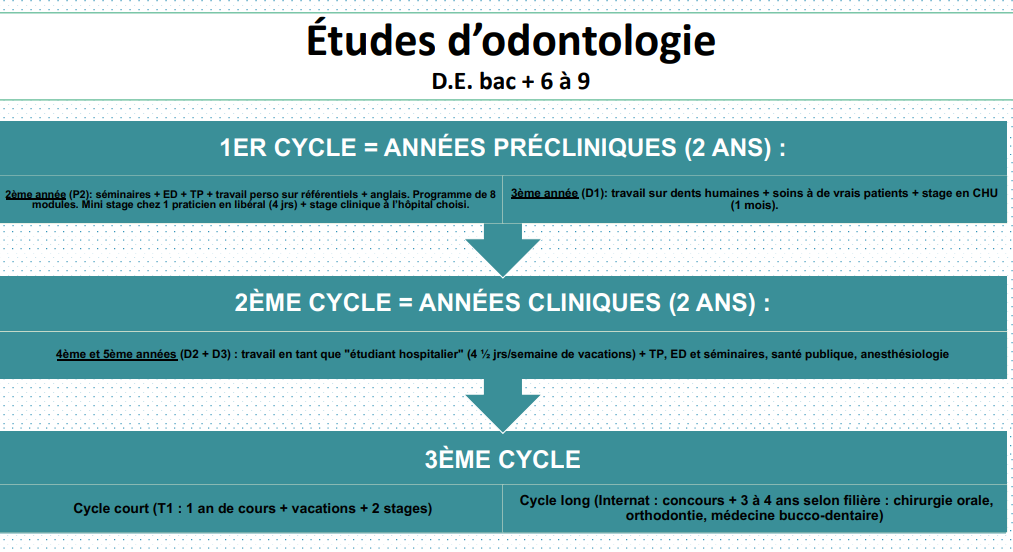 Études d’odontologie
D.E. bac + 6 à 9
1ER CYCLE = ANNÉES PRÉCLINIQUES (2 ANS) :
2ème année (P2): séminaires + ED + TP + travail perso sur référentiels + anglais. Programme de 8
modules. Mini stage chez 1 praticien en libéral (4 jrs) + stage clinique à l'hôpital choisi.
3ème année (D1): travail sur dents humaines + soins à de vrais patients + stage en CHU
(1 mois).
2ÈME CYCLE = ANNÉES CLINIQUES (2 ANS) :
4ème et 5ème années (D2 + D3) : travail en tant que "étudiant hospitalier" (4 ½ jrs/semaine de vacations) + TP, ED et séminaires, santé publique, anesthésiologie
3ÈME CYCLE
Cycle court (T1 : 1 an de cours + vacations + 2 stages)
Cycle long (Internat : concours + 3 à 4 ans selon filière : chirurgie orale,
orthodontie, médecine bucco-dentaire)